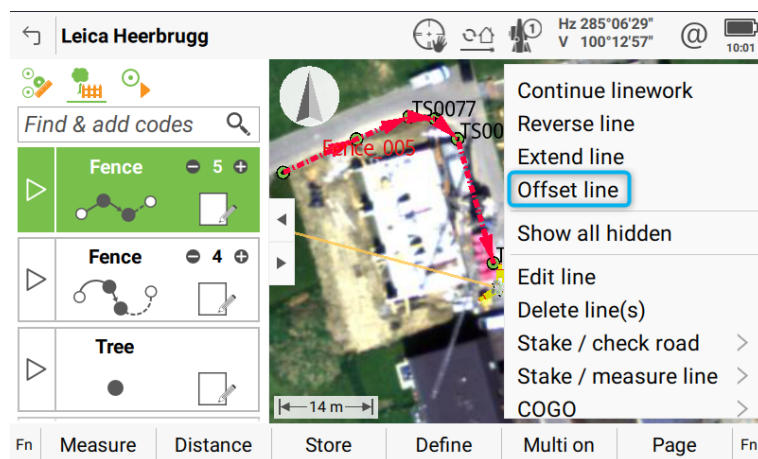 Leica Heerbrugg
1
Hz 285°06'29"
V 100°12'57"
@
10:01
Find & add codes
Fence 5
Fence 4
Tree
TS0077
TS00
Fence_005
14 m
Continue linework
Reverse line
Extend line
Offset line
Show all hidden
Edit line
Delete line(s)
Stake / check road
Stake / measure line
COGO
Fn Measure Distance Store Define Multi on Page Fn